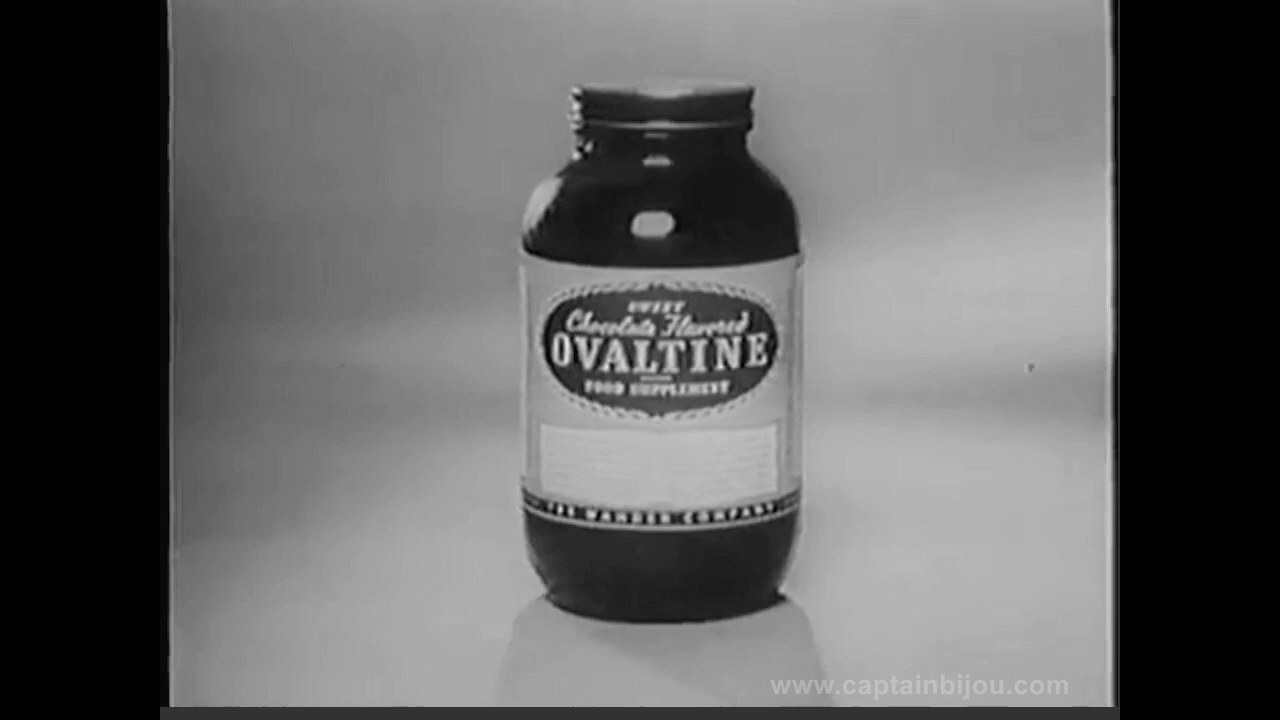 SWEET
Chocolate Flavored
OVALTINE
FOOD SUPPLEMENT
THE WANDER COMPANY
www.captainbijou.com